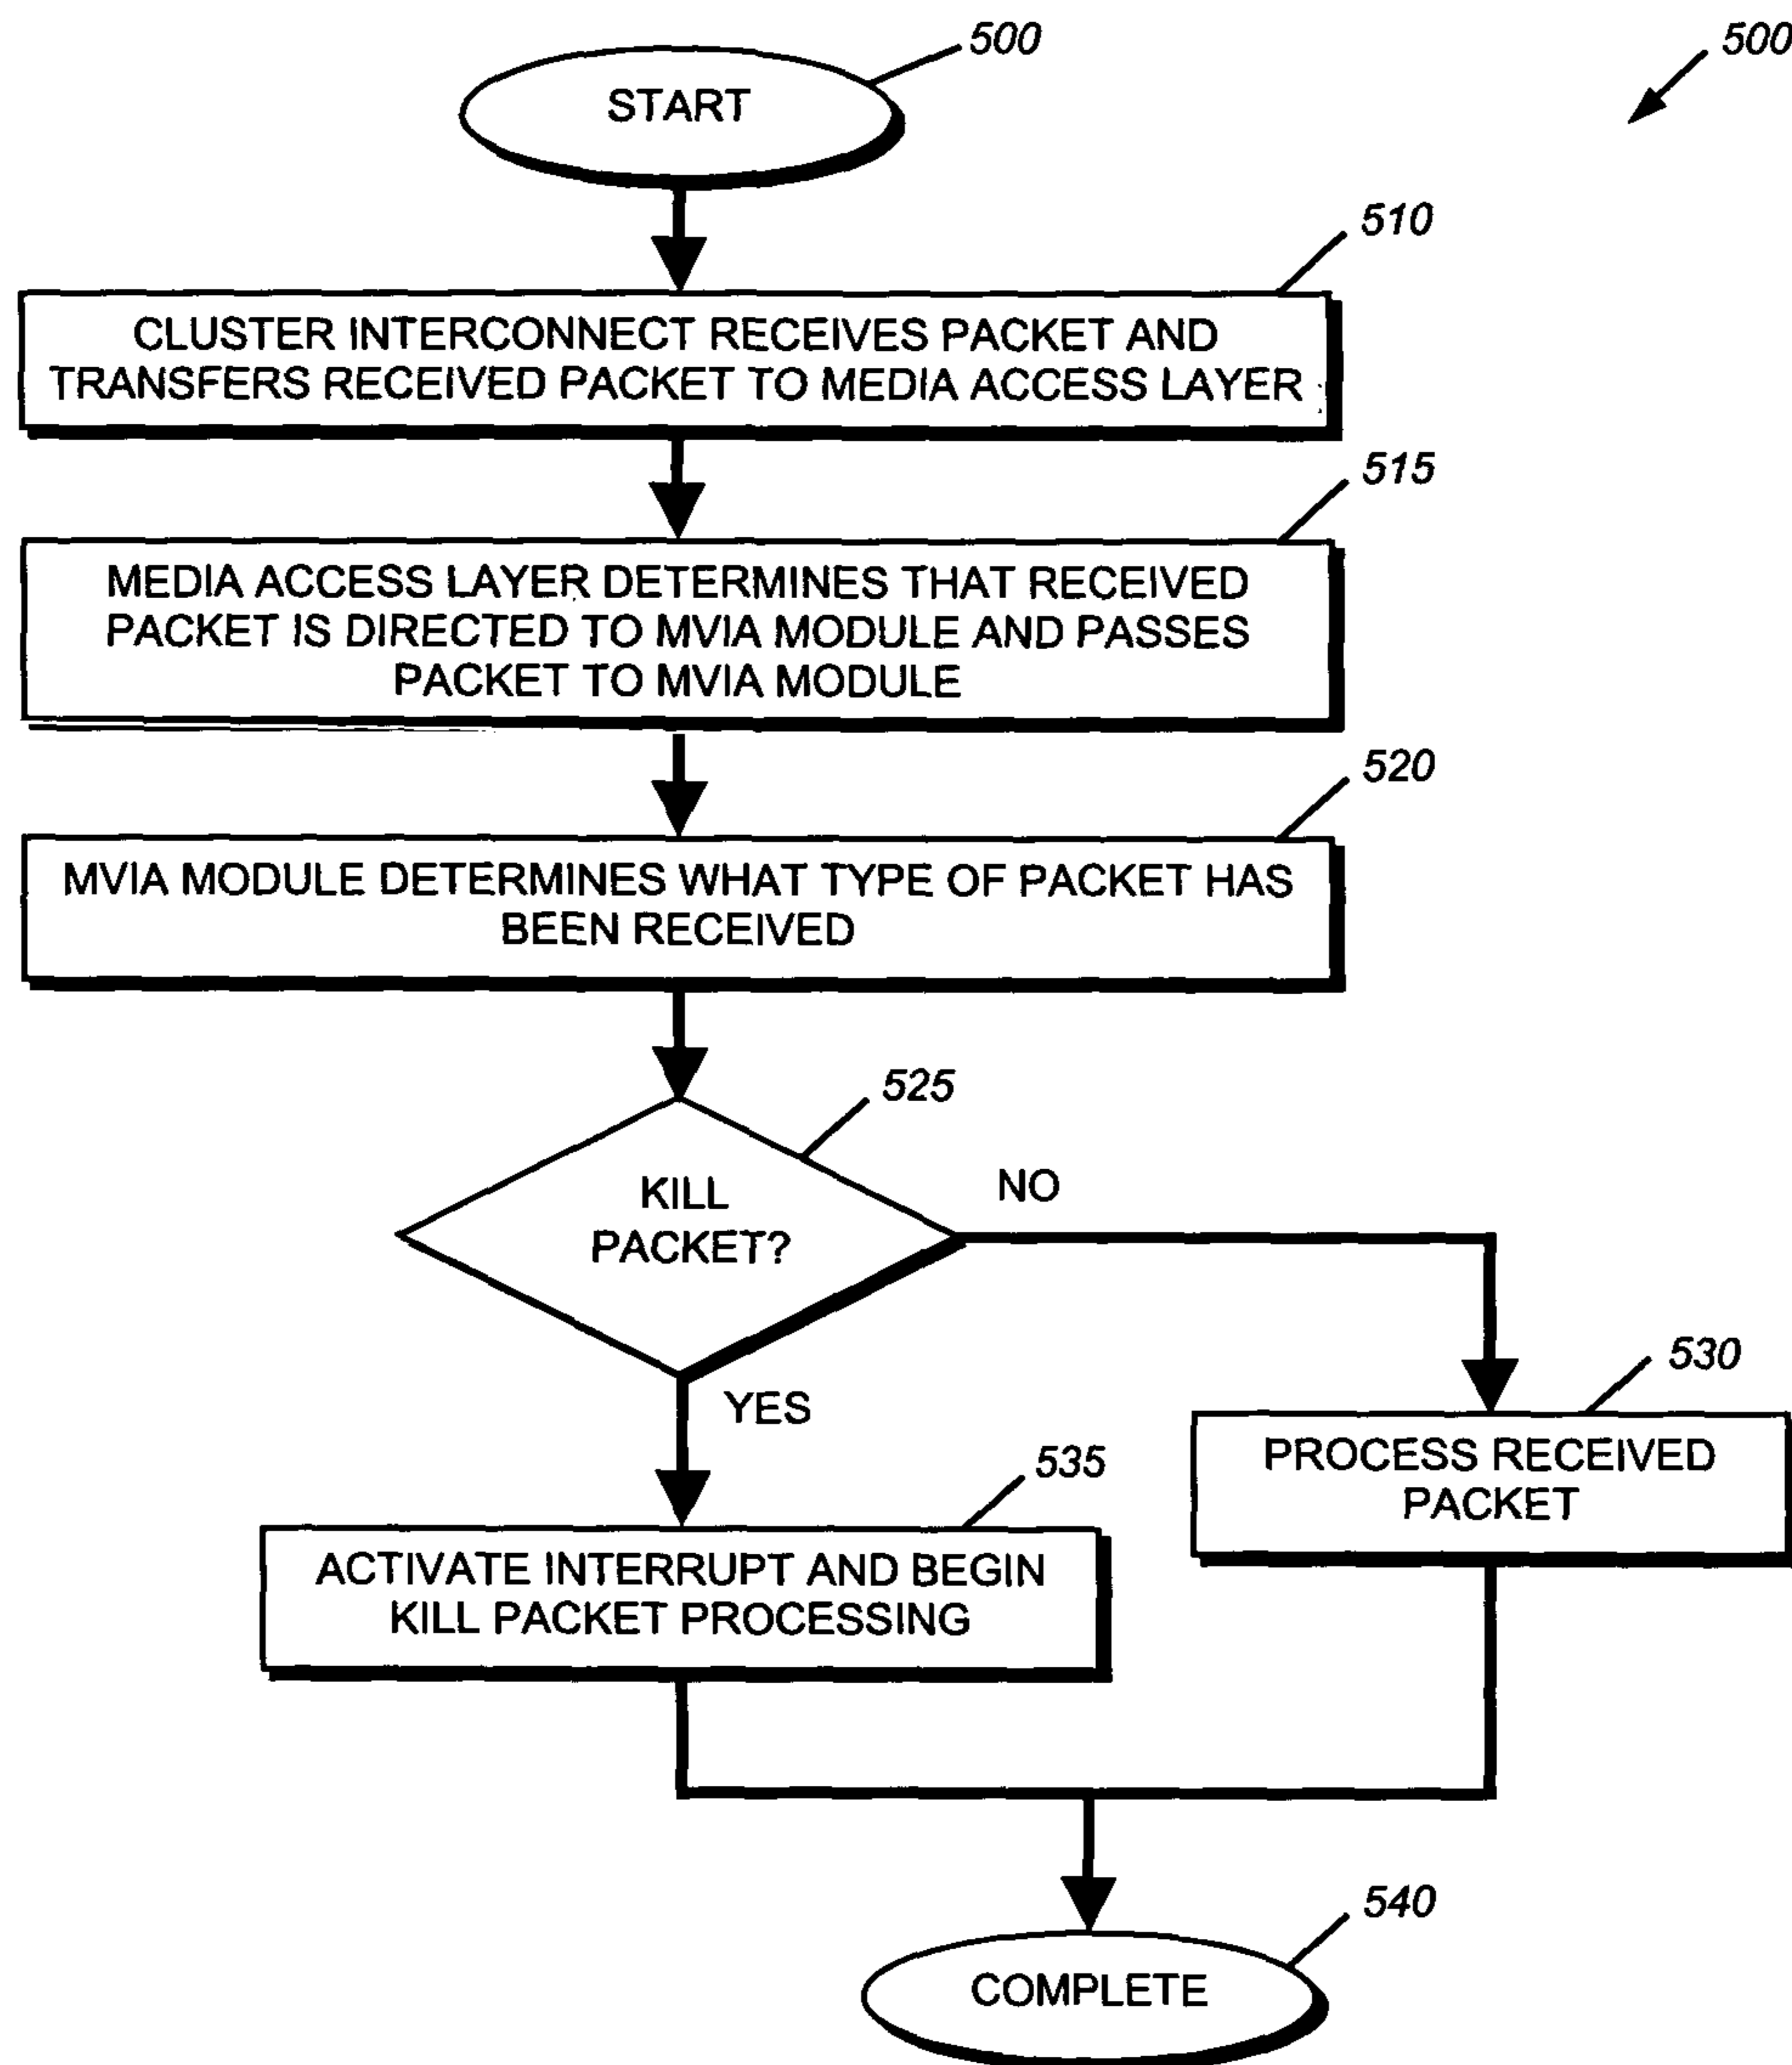 500
500
START
510
CLUSTER INTERCONNECT RECEIVES PACKET AND
TRANSFERS RECEIVED PACKET TO MEDIA ACCESS LAYER
515
MEDIA ACCESS LAYER DETERMINES THAT RECEIVED
PACKET IS DIRECTED TO MVIA MODULE AND PASSES
PACKET TO MVIA MODULE
520
MVIA MODULE DETERMINES WHAT TYPE OF PACKET HAS
BEEN RECEIVED
525
KILL
PACKET?
NO
YES
530
PROCESS RECEIVED
PACKET
535
ACTIVATE INTERRUPT AND BEGIN
KILL PACKET PROCESSING
540
COMPLETE